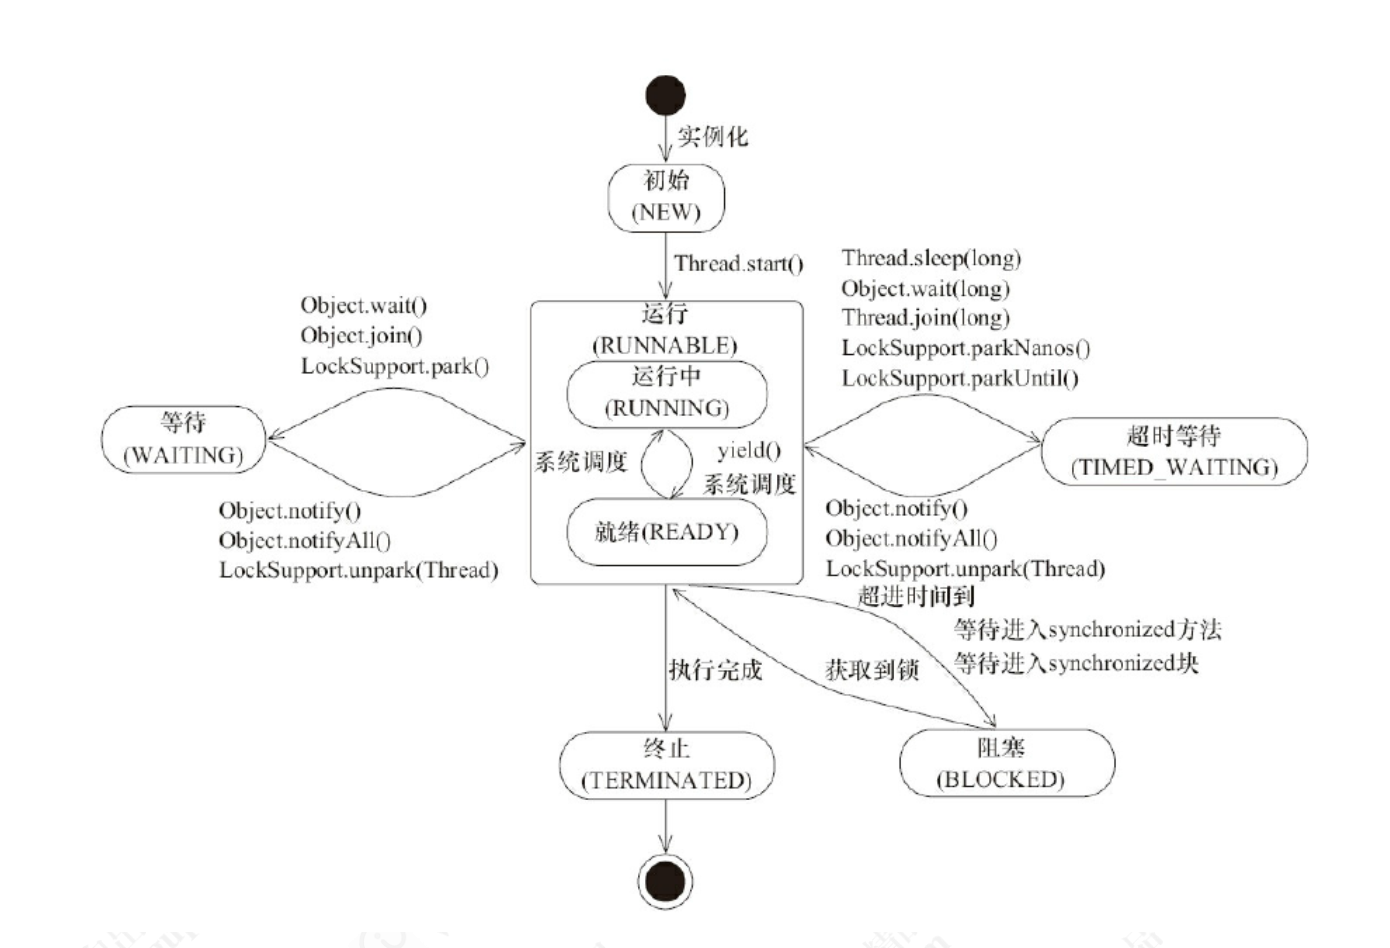 实例化
初始
(NEW)
Thread.start()
Object.wait()
Object.join()
LockSupport.park()
等待
(WAITING)
Object.notify()
Object.notifyAll()
LockSupport.unpark(Thread)
运行
(RUNNABLE)
运行中
(RUNNING)
系统调度
yield()
系统调度
就绪(READY)
Thread.sleep(long)
Object.wait(long)
Thread.join(long)
LockSupport.parkNanos()
LockSupport.parkUntil()
超时等待
(TIMED_WAITING)
Object.notify()
Object.notifyAll()
LockSupport.unpark(Thread)
超进时间到
等待进入synchronized方法
等待进入synchronized块
获取到锁
执行完成
终止
(TERMINATED)
阻塞
(BLOCKED)